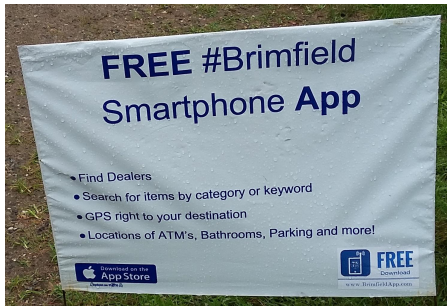 FREE #Brimfield
Smartphone App
• Find Dealers
• Search for items by category or keyword
• GPS right to your destination
• Locations of ATM's, Bathrooms, Parking and more!
Download on the
App Store
FREE
Download
www.BrimfieldApp.com